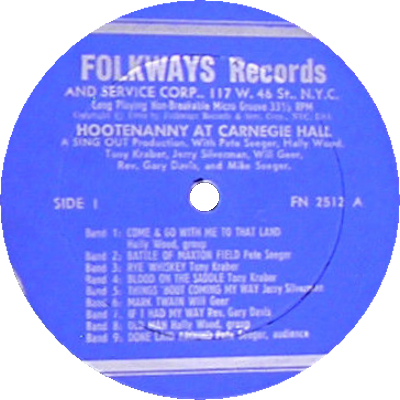 FOLKWAYS Records
AND SERVICE CORP., 117 W. 46 St., N.Y.C.
Long Playing Non-Breakable Micro Groove 33⅓ RPM
HOOTENANNY AT CARNEGIE HALL
A SING OUT Production. With Pete Seeger, Hally Wood,
Tony Kraber, Jerry Silverman, Will Geer,
Rev. Gary Davis and Mike Seeger.
SIDE I
FN 2512 A
Band 1: COME & GO WITH ME TO THAT LAND
Hally Wood, group
Band 2: BATTLE OF MAXTON FIELD Pete Seeger
Band 3: RYE WHISKEY Tony Kraber
Band 4: BLOOD ON THE SADDLE Tony Kraber
Band 5: THINGS 'BOUT COMING MY WAY Jerry Silverman
Band 6: MARK TWAIN Will Geer
Band 7: IF I HAD MY WAY Rev. Gary Davis
Band 8: OLD MAN Hally Wood, group
Band 9: DONE LAID AROUND Pete Seeger, audience